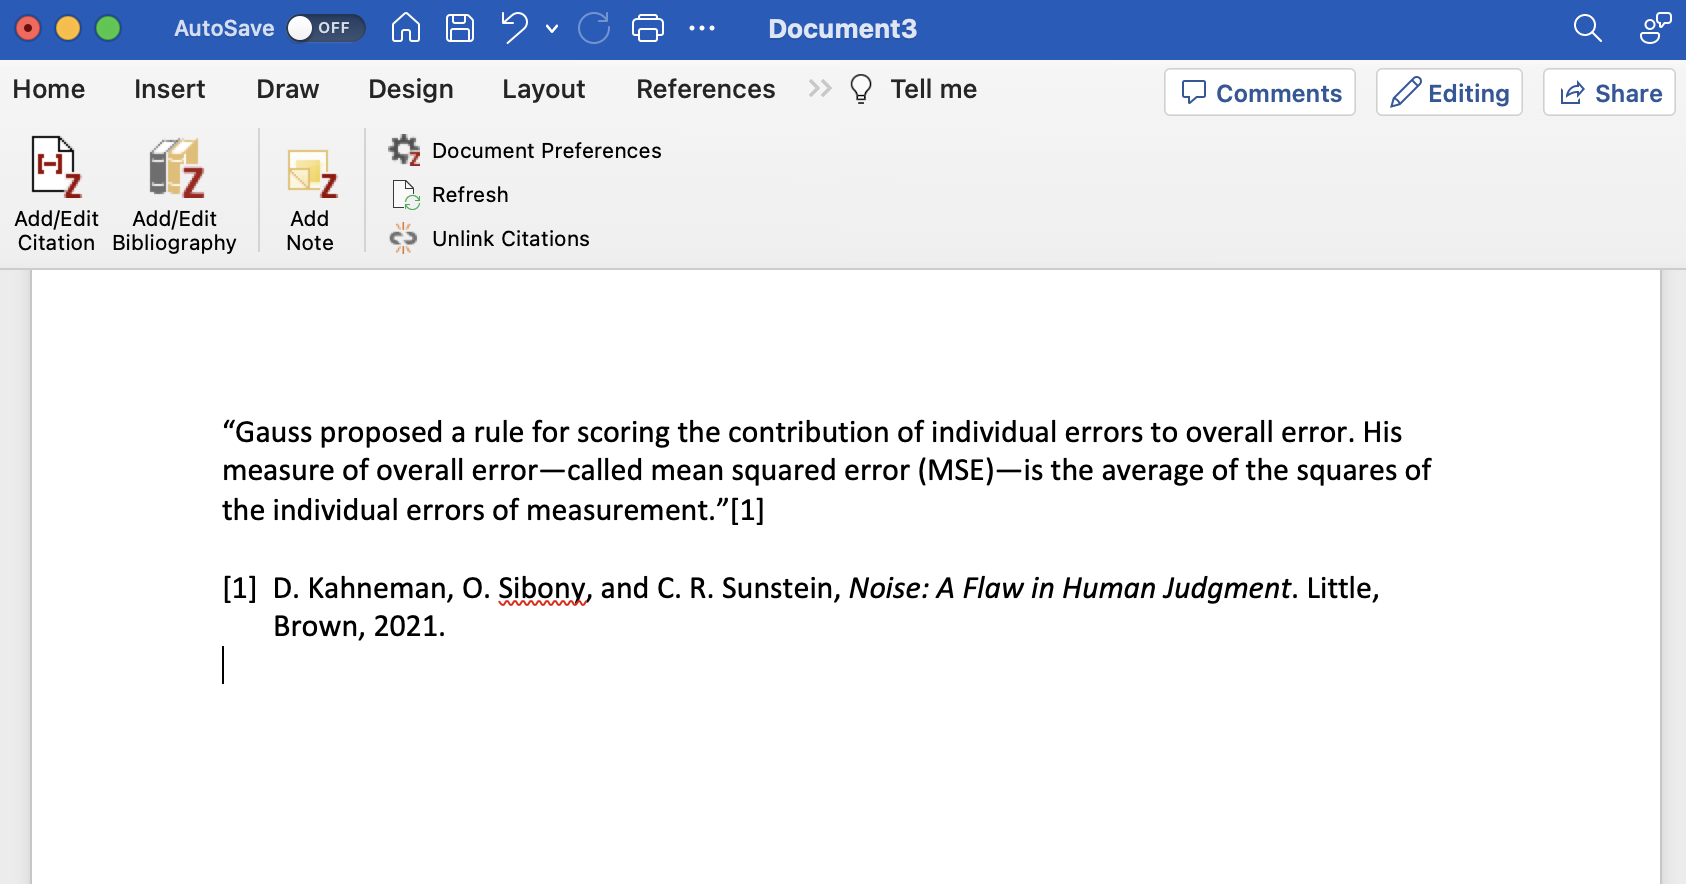 AutoSave OFF Document3
Home Insert Draw Design Layout References Tell me Comments Editing Share
Add/Edit Citation
Add/Edit Bibliography
Add Note
Document Preferences
Refresh
Unlink Citations
“Gauss proposed a rule for scoring the contribution of individual errors to overall error. His
measure of overall error—called mean squared error (MSE)—is the average of the squares of
the individual errors of measurement.”[1]
[1] D. Kahneman, O. Sibony, and C. R. Sunstein, Noise: A Flaw in Human Judgment. Little,
Brown, 2021.